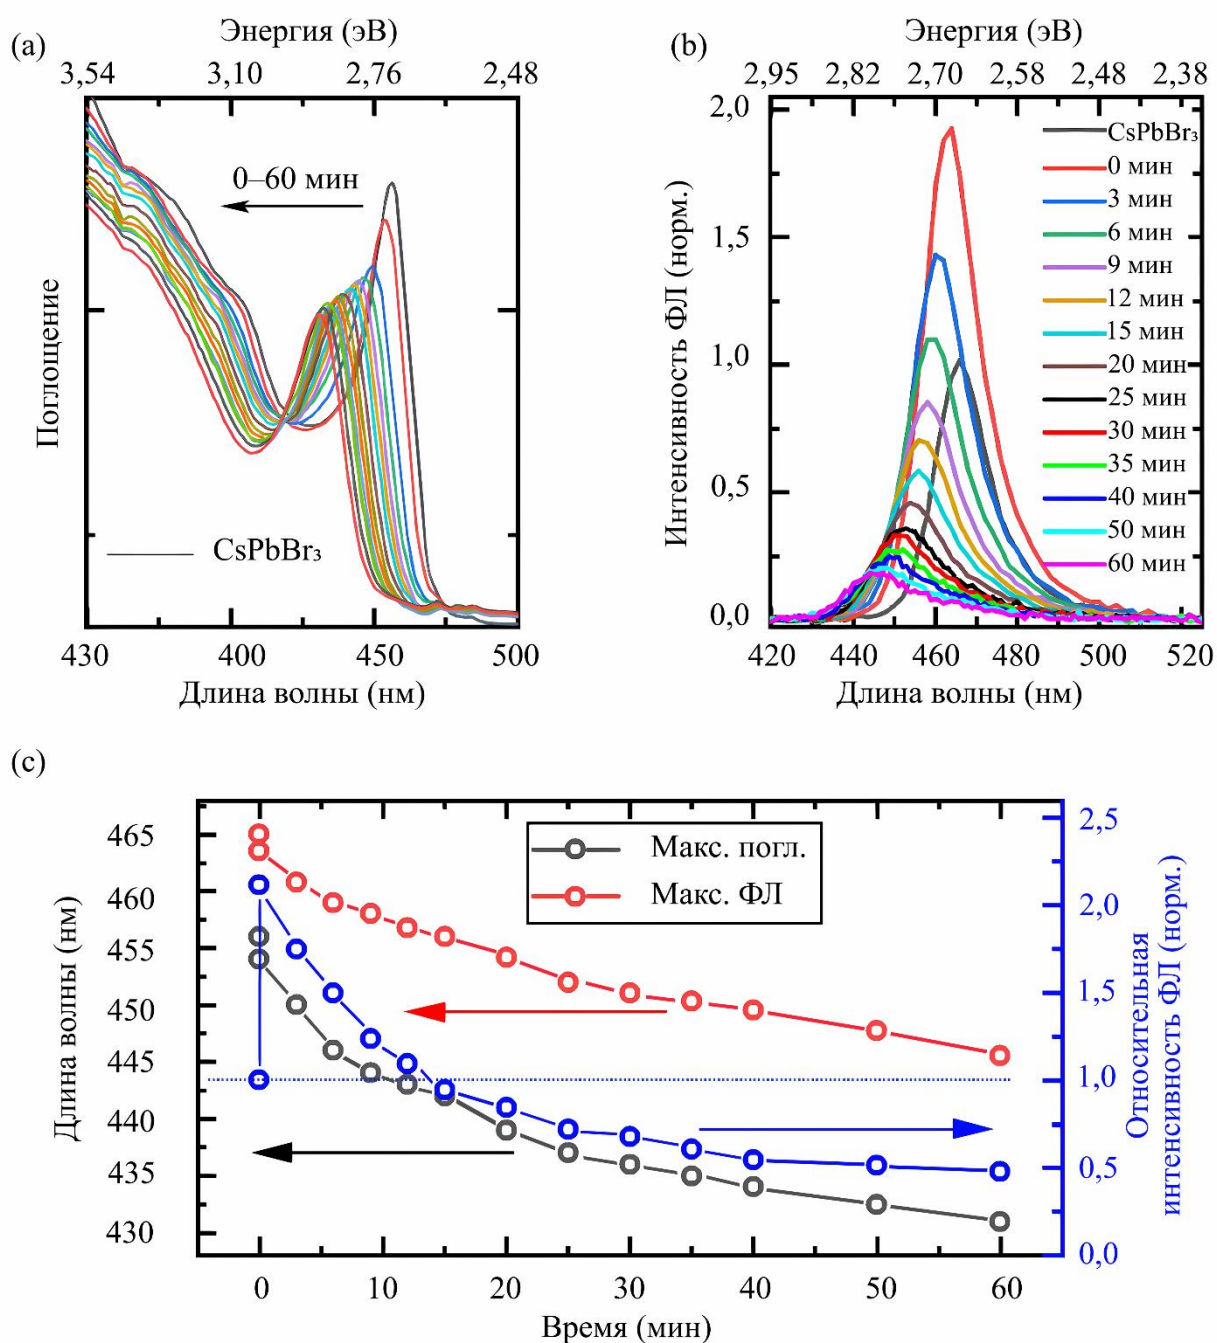 (a)
Энергия (эВ)
3,54 3,10 2,76 2,48
0–60 мин
Поглощение
CsPbBr₃
430 400 450 500
Длина волны (нм)
(b)
Энергия (эВ)
2,95 2,82 2,70 2,58 2,48 2,38
Интенсивность ФЛ (норм.)
2,0
1,5
1,0
0,5
0,0
CsPbBr₃
0 мин
3 мин
6 мин
9 мин
12 мин
15 мин
20 мин
25 мин
30 мин
35 мин
40 мин
50 мин
60 мин
420 440 460 480 500 520
Длина волны (нм)
(c)
Длина волны (нм)
465
460
455
450
445
440
435
430
Макс. погл.
Макс. ФЛ
2,5
2,0
1,5
1,0
0,5
0,0
Относительная
интенсивность ФЛ (норм.)
0 10 20 30 40 50 60
Время (мин)